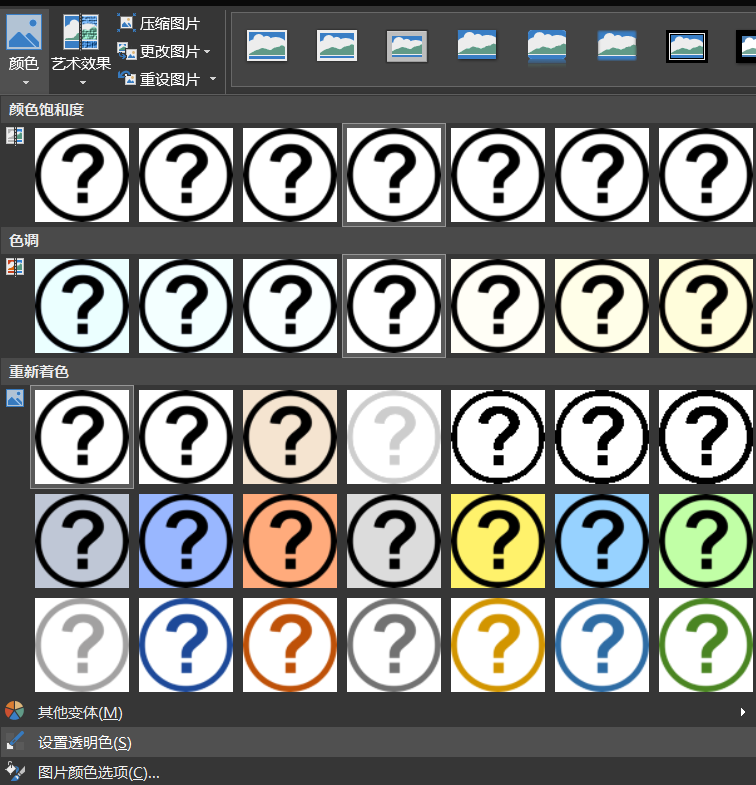 颜色
艺术效果
压缩图片
更改图片
重设图片
颜色饱和度
? ? ? ? ? ? ?
色调
? ? ? ? ? ? ?
重新着色
? ? ? ? ? ? ?
? ? ? ? ? ? ?
? ? ? ? ? ? ?
其他变体(M)
设置透明色(S)
图片颜色选项(C)...